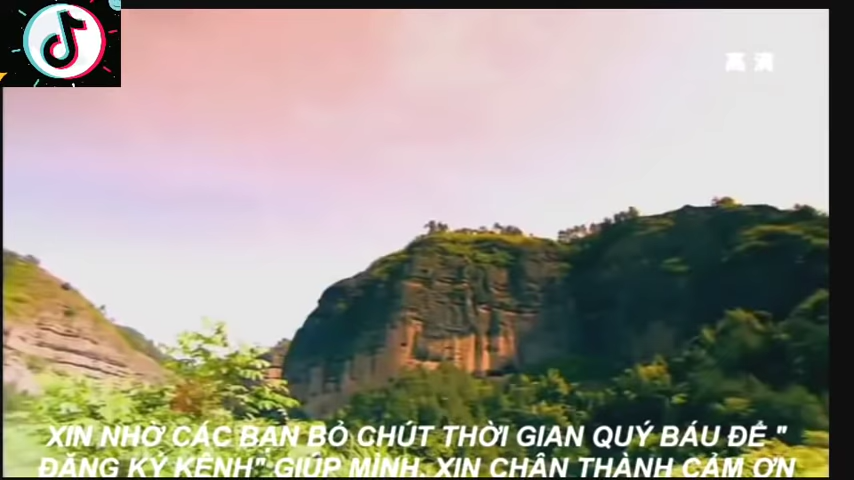 高清
XIN NHỜ CÁC BẠN BỎ CHÚT THỜI GIAN QUÝ BÁU ĐỂ "
ĐĂNG KÝ KÊNH" GIÚP MÌNH. XIN CHÂN THÀNH CẢM ƠN